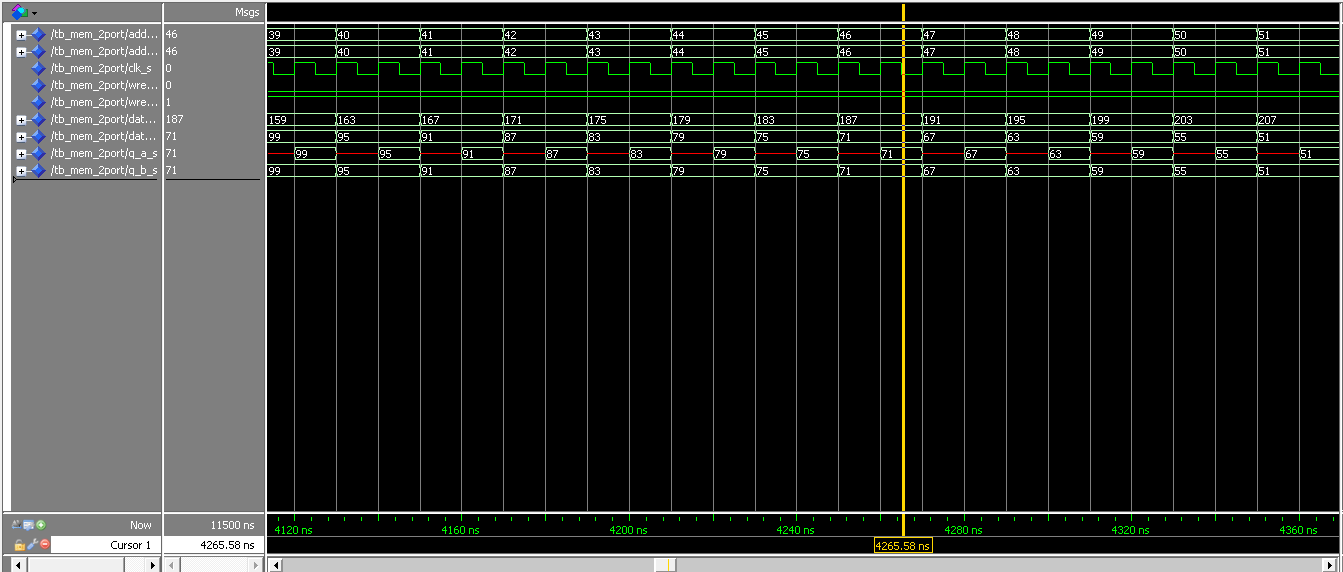 Msgs
/tb_mem_2port/add... 46 39 40 41 42 43 44 45 46 47 48 49 50 51
/tb_mem_2port/add... 46 39 40 41 42 43 44 45 46 47 48 49 50 51
/tb_mem_2port/clk_s 0
/tb_mem_2port/wre... 0
/tb_mem_2port/wre... 1
/tb_mem_2port/dat... 187 159 163 167 171 175 179 183 187 191 195 199 203 207
/tb_mem_2port/dat... 71 99 95 91 87 83 79 75 71 67 63 59 55 51
/tb_mem_2port/q_a_s 71 99 95 91 87 83 79 75 71 67 63 59 55 51
/tb_mem_2port/q_b_s 71 99 95 91 87 83 79 75 71 67 63 59 55 51
Now 11500 ns 4120 ns 4160 ns 4200 ns 4240 ns 4280 ns 4320 ns 4360 ns
Cursor 1 4265.58 ns 4265.58 ns